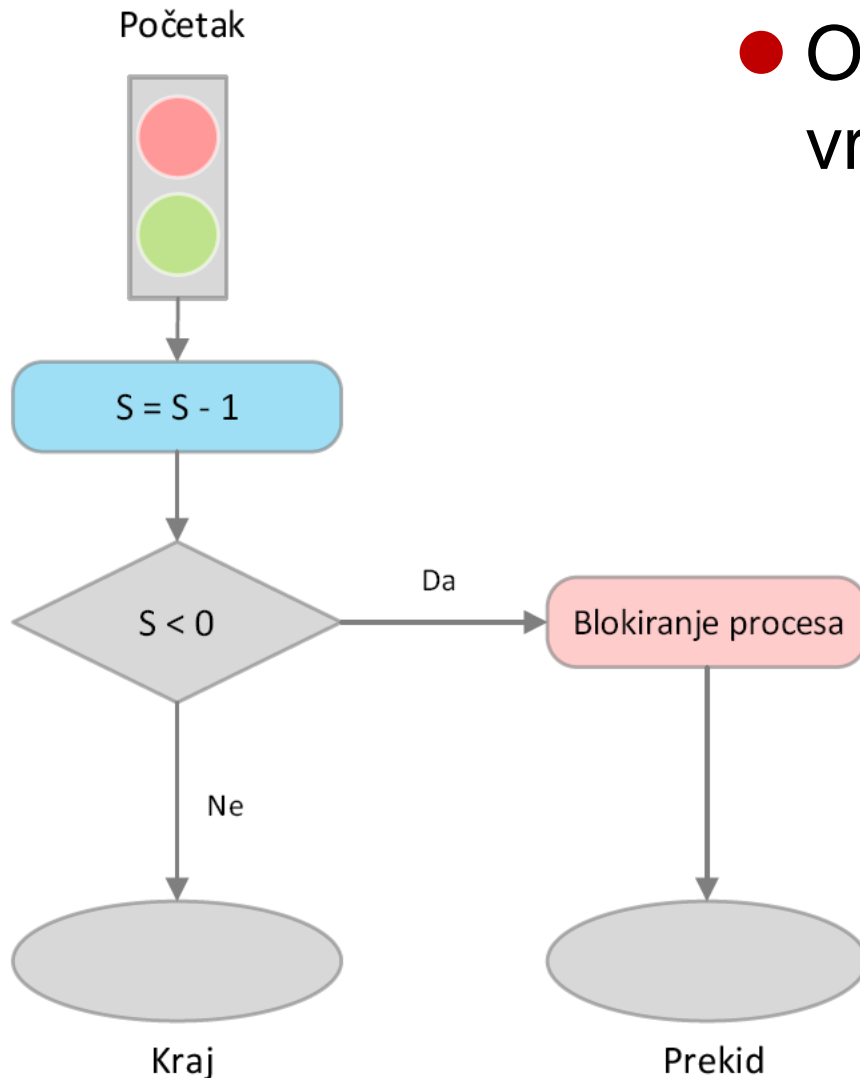 Početak
S = S - 1
S < 0
Da
Blokiranje procesa
Ne
Kraj
Prekid